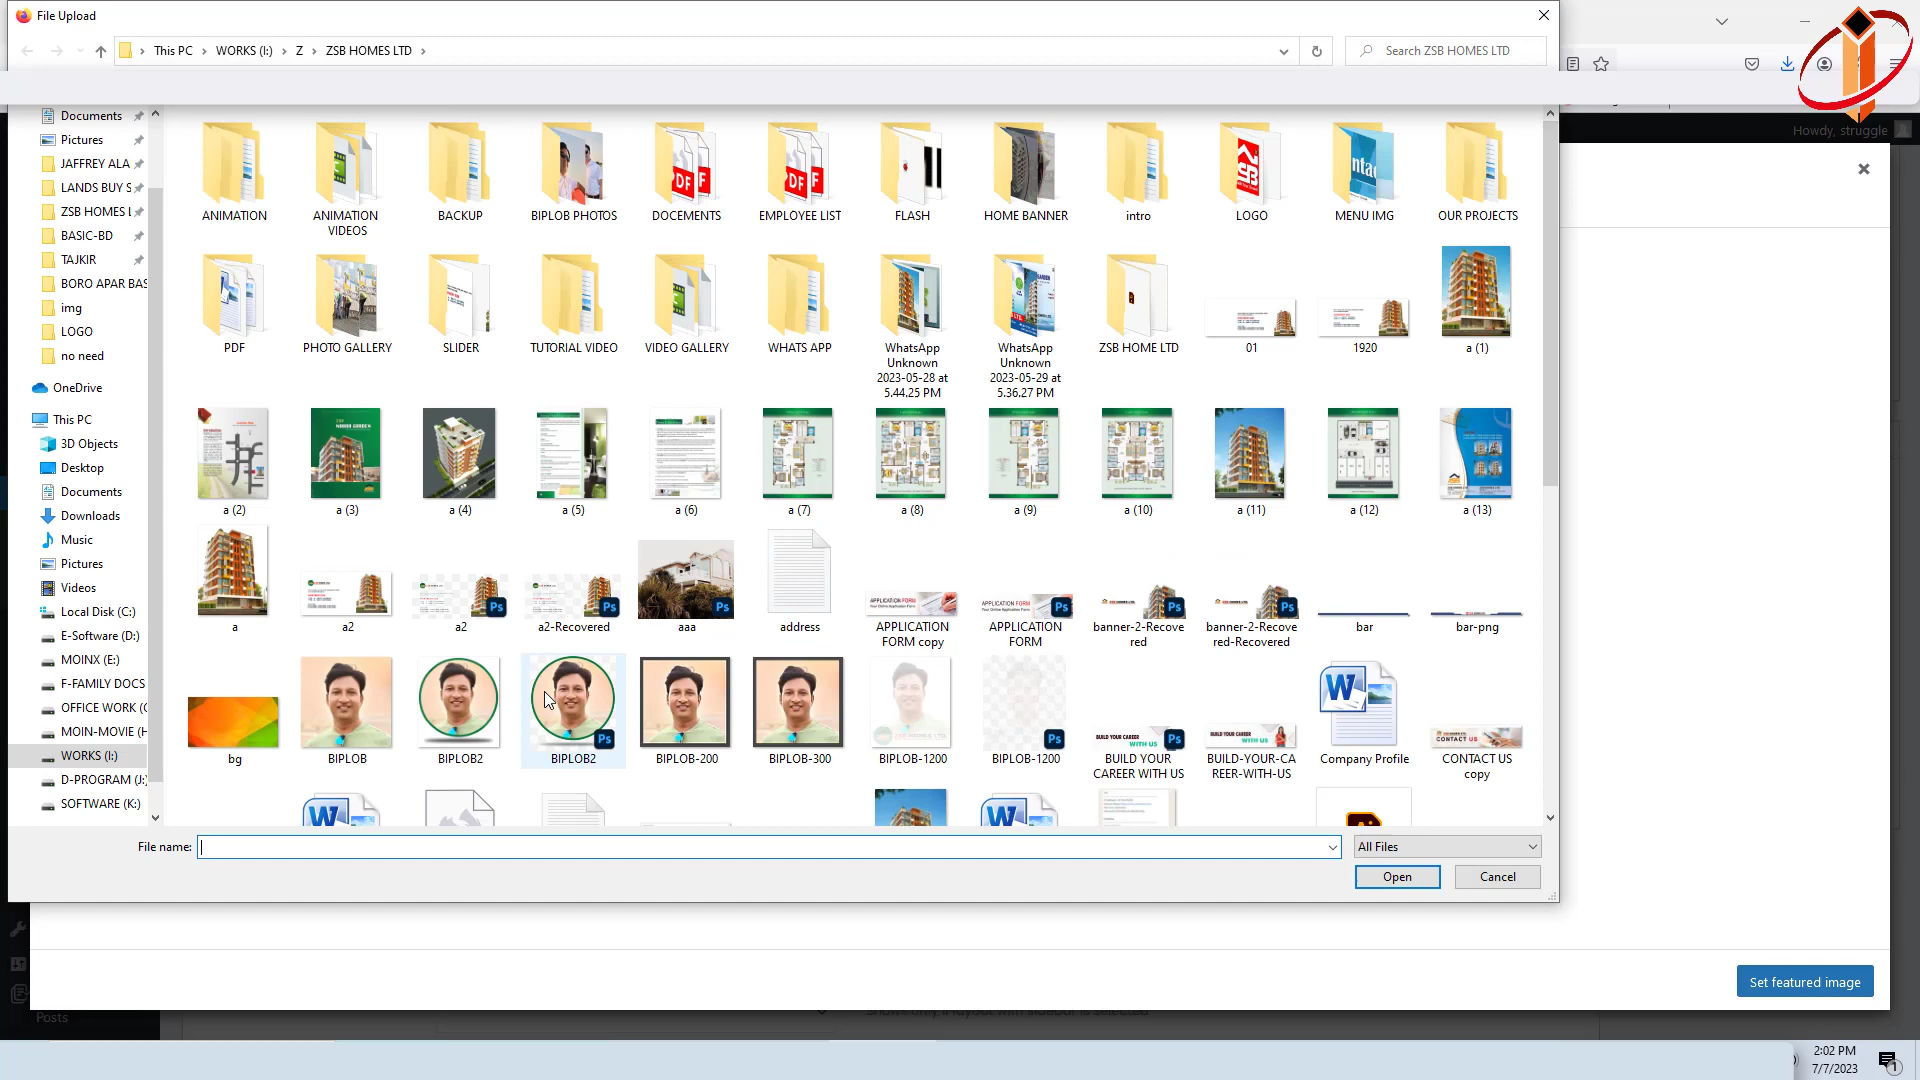 File Upload
This PC > WORKS (I:) > Z > ZSB HOMES LTD >
Search ZSB HOMES LTD
Howdy, struggle
Documents
Pictures
JAFFREY ALA
LANDS BUY S
ZSB HOMES L
BASIC-BD
TAJKIR
BORO APAR BAS
img
LOGO
no need
OneDrive
This PC
3D Objects
Desktop
Documents
Downloads
Music
Pictures
Videos
Local Disk (C:)
E-Software (D:)
MOINX (E:)
F-FAMILY DOCS
OFFICE WORK (
MOIN-MOVIE (H
WORKS (I:)
D-PROGRAM (J:)
SOFTWARE (K:)
ANIMATION
ANIMATION
VIDEOS
BACKUP
BIPLOB PHOTOS
DOCEMENTS
EMPLOYEE LIST
FLASH
HOME BANNER
intro
LOGO
MENU IMG
OUR PROJECTS
PDF
PHOTO GALLERY
SLIDER
TUTORIAL VIDEO
VIDEO GALLERY
WHATS APP
WhatsApp
Unknown
2023-05-28 at
5.44.25 PM
WhatsApp
Unknown
2023-05-29 at
5.36.27 PM
ZSB HOME LTD
01
1920
a (1)
a (2)
a (3)
a (4)
a (5)
a (6)
a (7)
a (8)
a (9)
a (10)
a (11)
a (12)
a (13)
a
a2
a2
a2-Recovered
aaa
address
APPLICATION
FORM copy
APPLICATION
FORM
banner-2-Recove
red
banner-2-Recove
red-Recovered
bar
bar-png
bg
BIPLOB
BIPLOB2
BIPLOB2
BIPLOB-200
BIPLOB-300
BIPLOB-1200
BIPLOB-1200
BUILD YOUR
CAREER WITH US
BUILD-YOUR-CA
REER-WITH-US
Company Profile
CONTACT US
copy
File name:
All Files
Open
Cancel
Set featured image
Posts
2:02 PM
7/7/2023